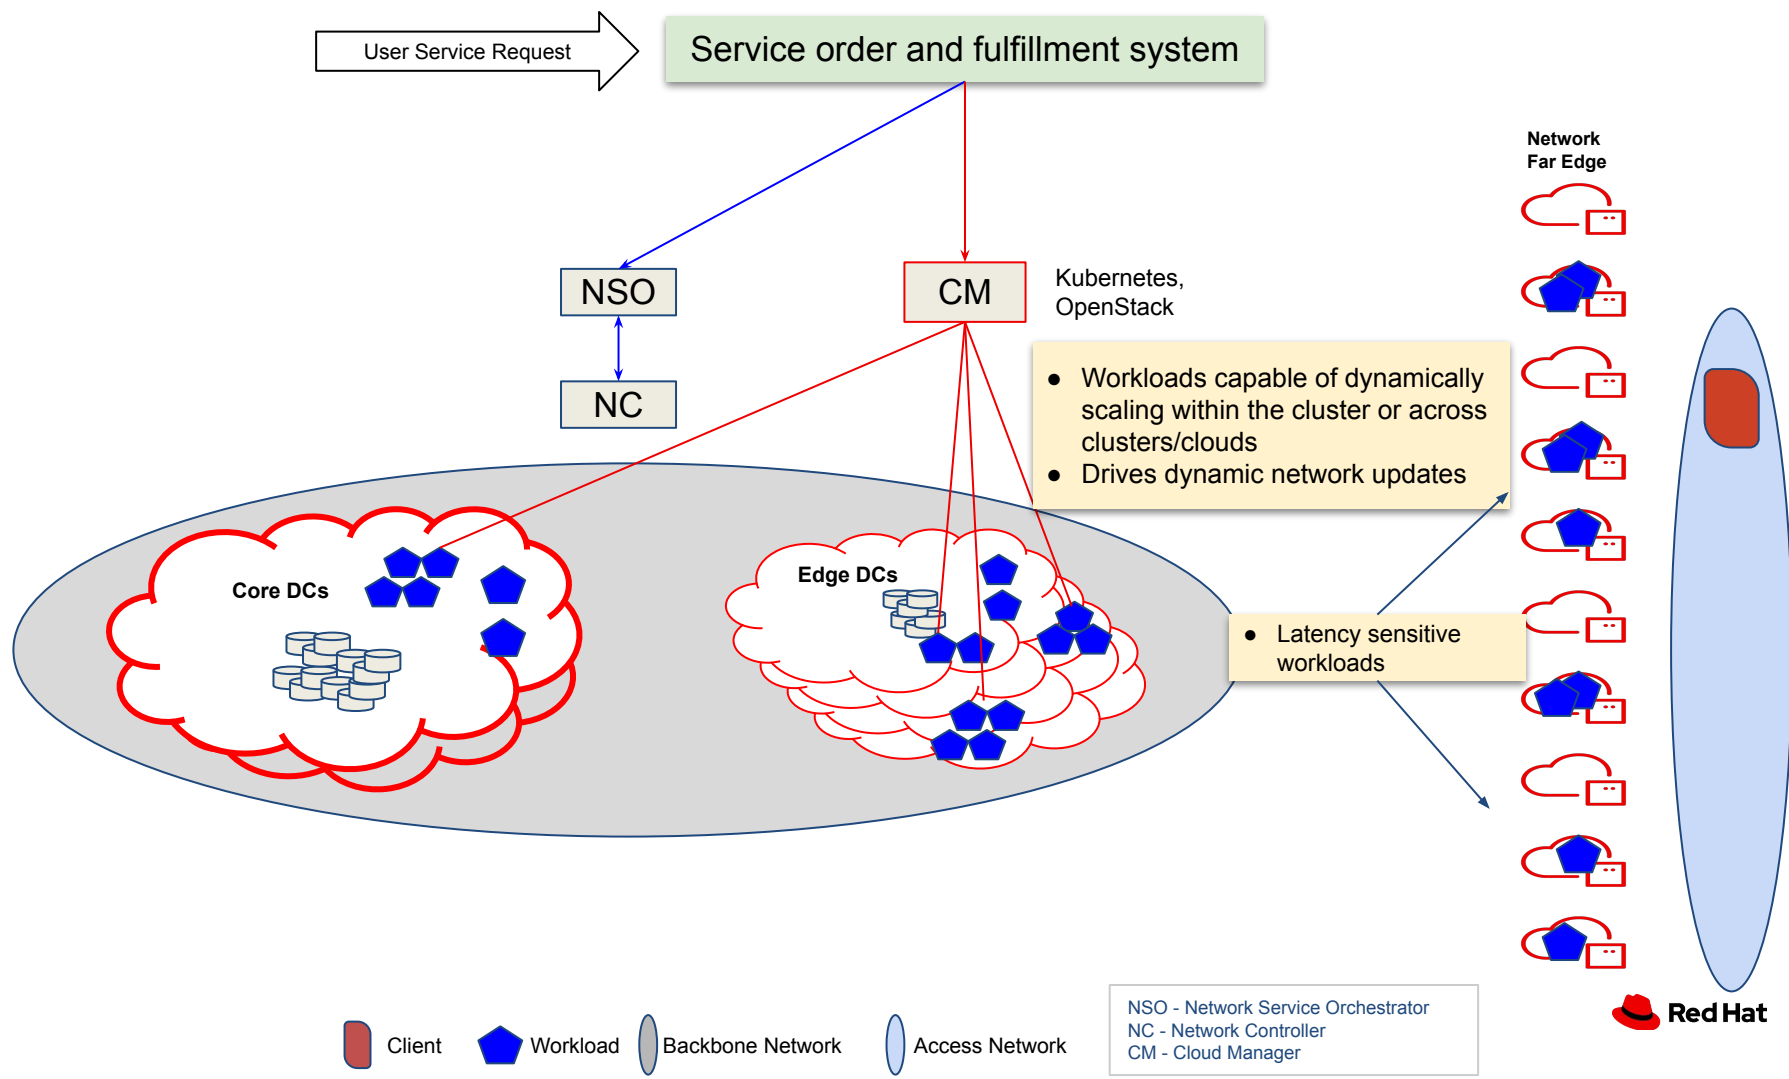 User Service Request
Service order and fulfillment system
Network
Far Edge
NSO
CM
Kubernetes,
OpenStack
NC
● Workloads capable of dynamically
scaling within the cluster or across
clusters/clouds
● Drives dynamic network updates
Core DCs
Edge DCs
● Latency sensitive
workloads
Client
Workload
Backbone Network
Access Network
NSO - Network Service Orchestrator
NC - Network Controller
CM - Cloud Manager
Red Hat